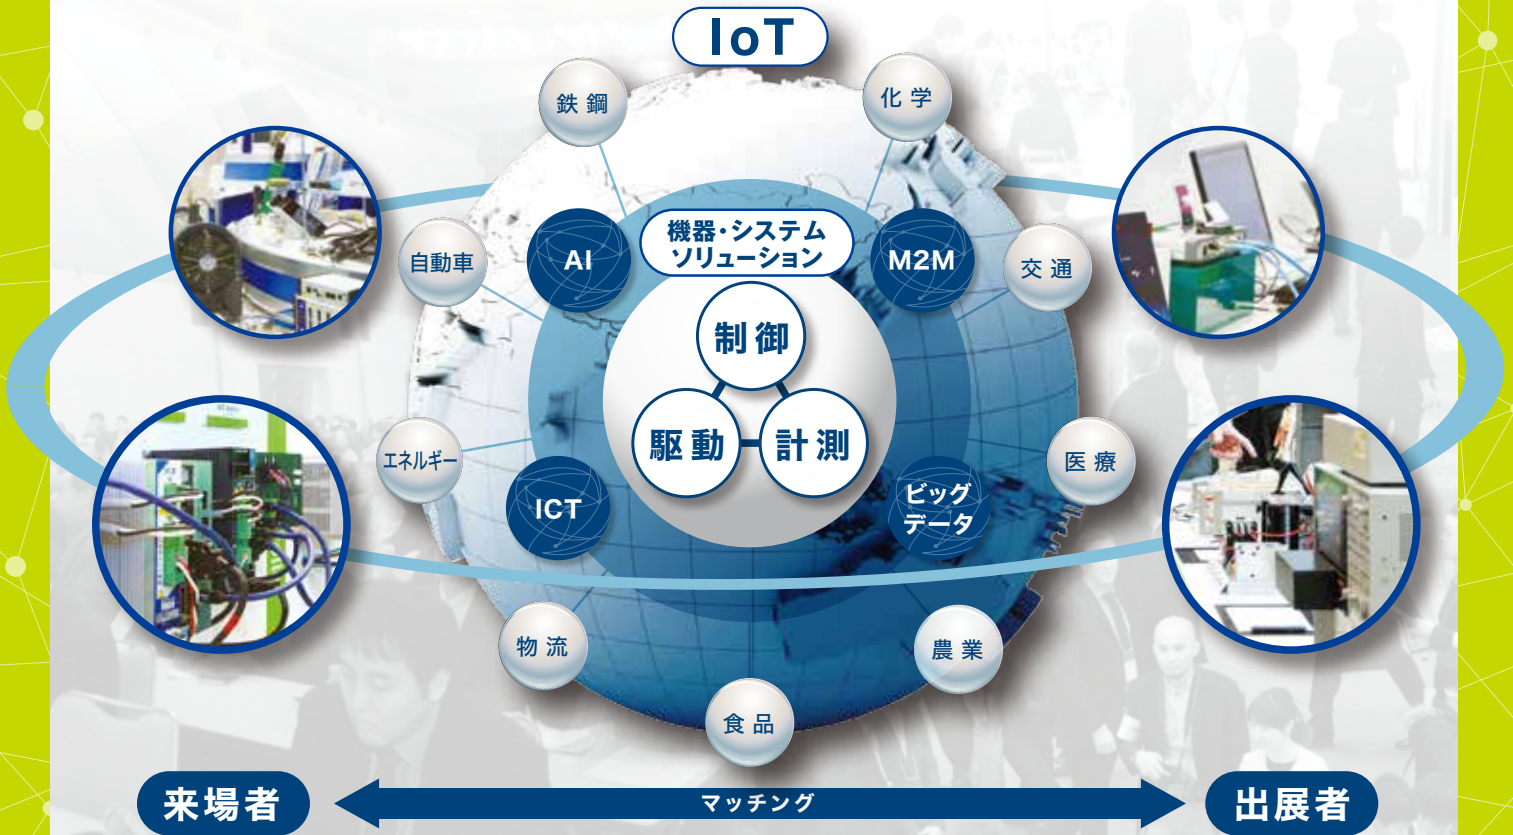 IoT
鉄鋼
化学
自動車
AI
機器・システム
ソリューション
M2M
交通
制御
駆動
計測
エネルギー
医療
ICT
ビッグ
データ
物流
農業
食品
来場者
マッチング
出展者